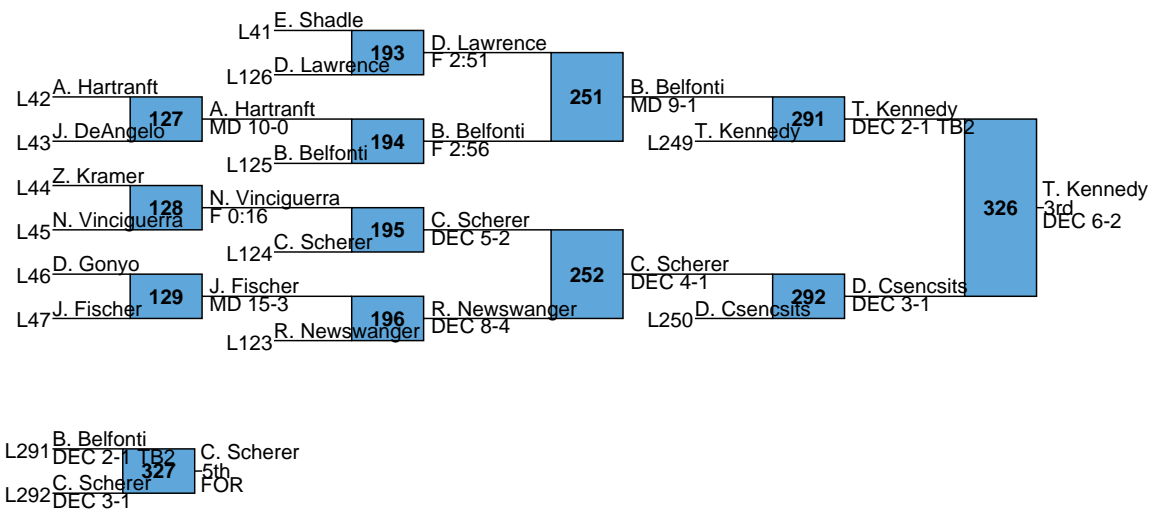 E. Shadle
L41
193
D. Lawrence
F 2:51
D. Lawrence
L126
251
A. Hartranft
L42
127
A. Hartranft
MD 10-0
B. Belfonti
MD 9-1
291
T. Kennedy
DEC 2-1 TB2
J. DeAngelo
L43
194
B. Belfonti
F 2:56
T. Kennedy
L249
B. Belfonti
L125
Z. Kramer
L44
128
N. Vinciguerra
F 0:16
326
T. Kennedy
3rd
DEC 6-2
N. Vinciguerra
L45
195
C. Scherer
DEC 5-2
C. Scherer
L124
252
D. Gonyo
L46
129
J. Fischer
MD 15-3
C. Scherer
DEC 4-1
292
D. Csencsits
DEC 3-1
J. Fischer
L47
196
R. Newswanger
DEC 8-4
D. Csencsits
L250
R. Newswanger
L123
B. Belfonti
L291
DEC 2-1 TB2
327
C. Scherer
5th
FOR
C. Scherer
L292
DEC 3-1